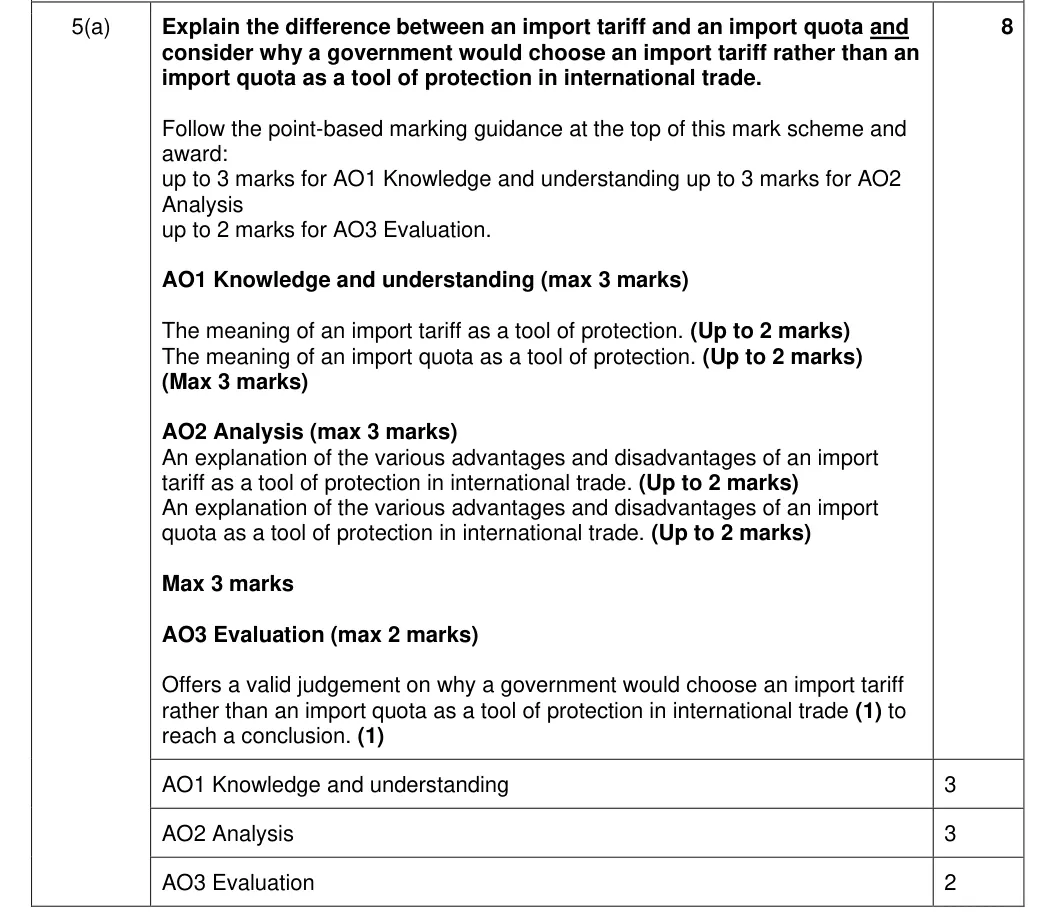 5(a) Explain the difference between an import tariff and an import quota and 8
consider why a government would choose an import tariff rather than an
import quota as a tool of protection in international trade.
Follow the point-based marking guidance at the top of this mark scheme and
award:
up to 3 marks for AO1 Knowledge and understanding up to 3 marks for AO2
Analysis
up to 2 marks for AO3 Evaluation.
AO1 Knowledge and understanding (max 3 marks)
The meaning of an import tariff as a tool of protection. (Up to 2 marks)
The meaning of an import quota as a tool of protection. (Up to 2 marks)
(Max 3 marks)
AO2 Analysis (max 3 marks)
An explanation of the various advantages and disadvantages of an import
tariff as a tool of protection in international trade. (Up to 2 marks)
An explanation of the various advantages and disadvantages of an import
quota as a tool of protection in international trade. (Up to 2 marks)
Max 3 marks
AO3 Evaluation (max 2 marks)
Offers a valid judgement on why a government would choose an import tariff
rather than an import quota as a tool of protection in international trade (1) to
reach a conclusion. (1)
AO1 Knowledge and understanding 3
AO2 Analysis 3
AO3 Evaluation 2